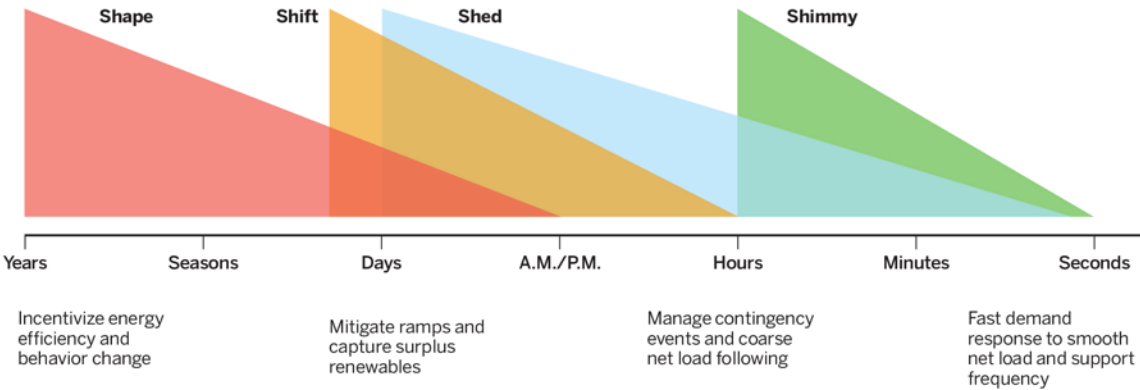 Shape
Shift
Shed
Shimmy
Years
Seasons
Days
A.M./P.M.
Hours
Minutes
Seconds
Incentivize energy
efficiency and
behavior change
Mitigate ramps and
capture surplus
renewables
Manage contingency
events and coarse
net load following
Fast demand
response to smooth
net load and support
frequency